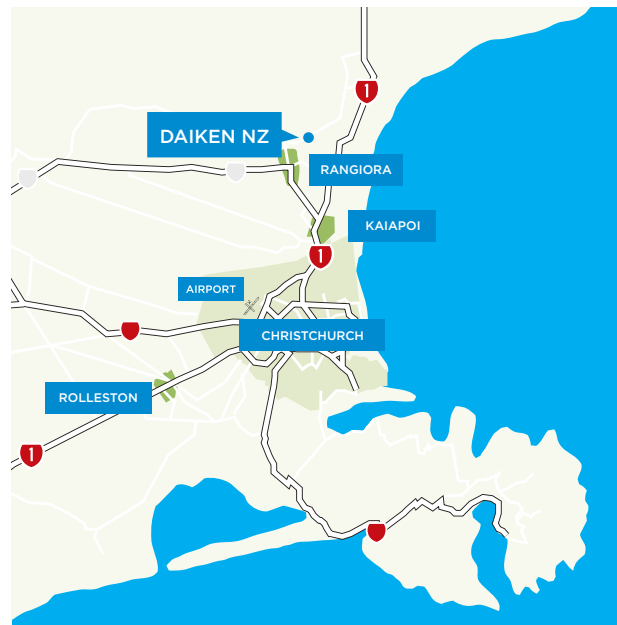 1
DAIKEN NZ
RANGIORA
KAIAPOI
1
AIRPORT
CHRISTCHURCH
ROLLESTON
1